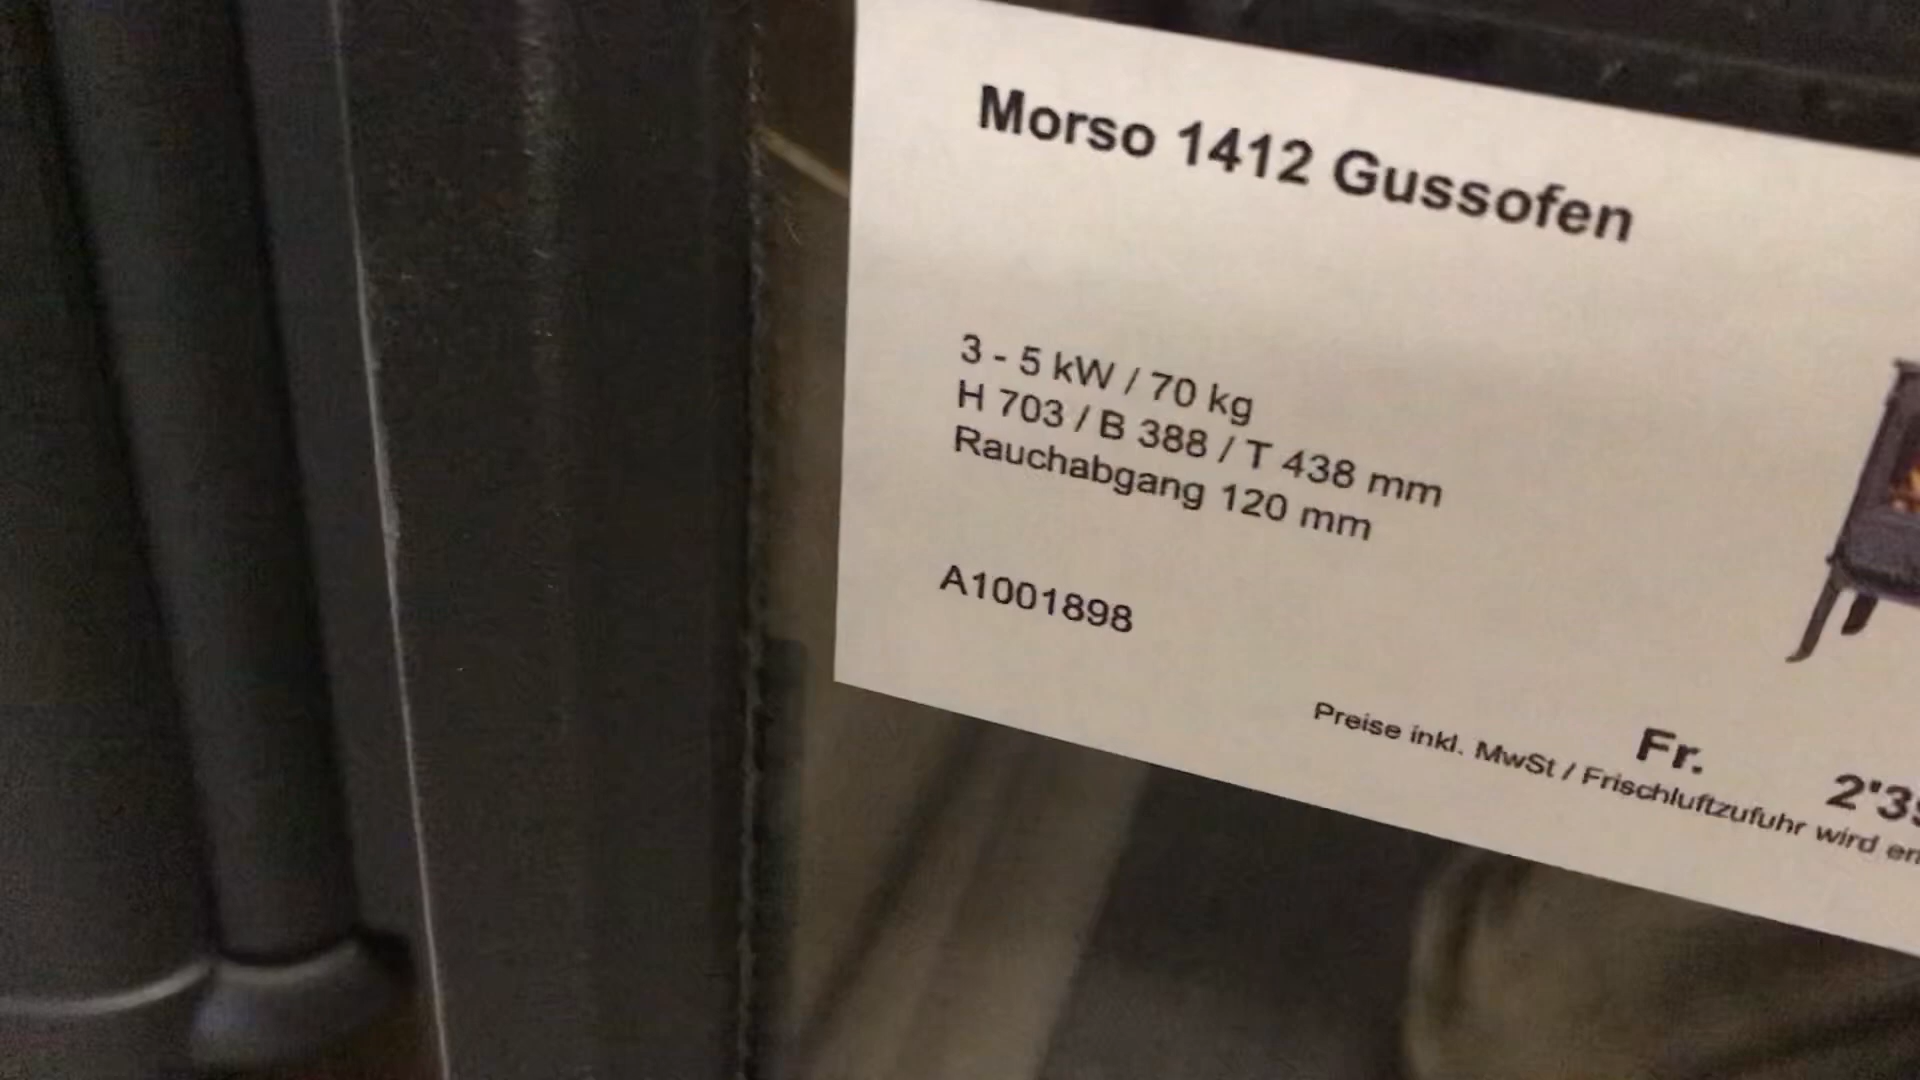 Morso 1412 Gussofen
3 - 5 kW / 70 kg
H 703 / B 388 / T 438 mm
Rauchabgang 120 mm
A1001898
Fr.
Preise inkl. MwSt / Frischluftzufuhr wird